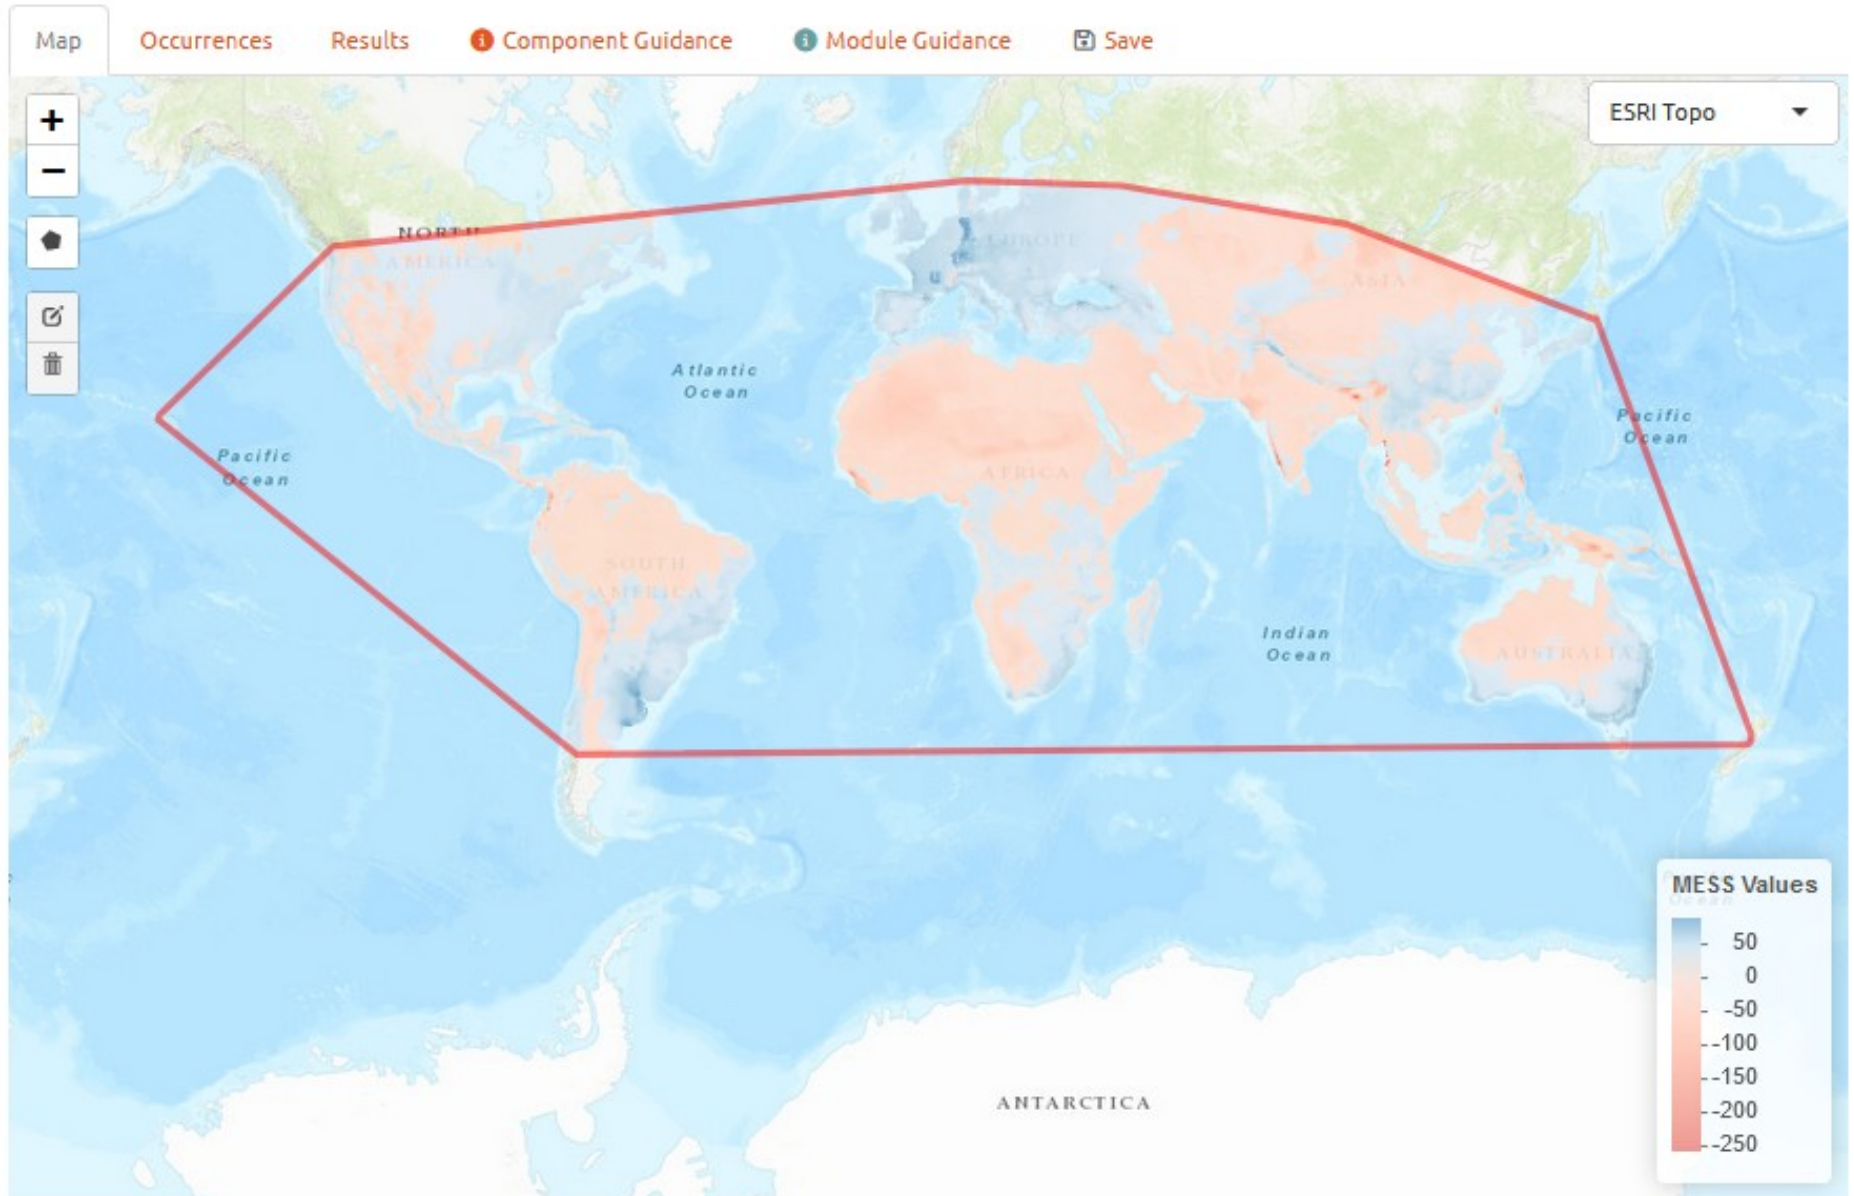 Map Occurrences Results Component Guidance Module Guidance Save
+
ESRI Topo
−
NORTH
AMERICA
EUROPE
ASIA
Atlantic
Ocean
Pacific
Ocean
Pacific
Ocean
AFRICA
SOUTH
AMERICA
Indian
Ocean
AUSTRALIA
MESS Values
50
0
-50
-100
-150
-200
-250
ANTARCTICA